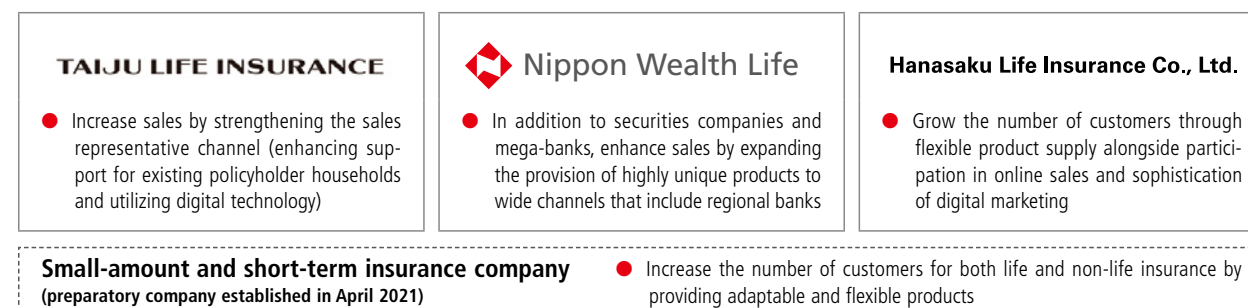 TAIJU LIFE INSURANCE
● Increase sales by strengthening the sales
representative channel (enhancing sup-
port for existing policyholder households
and utilizing digital technology)
Nippon Wealth Life
● In addition to securities companies and
mega-banks, enhance sales by expanding
the provision of highly unique products to
wide channels that include regional banks
Hanasaku Life Insurance Co., Ltd.
● Grow the number of customers through
flexible product supply alongside partici-
pation in online sales and sophistication
of digital marketing
Small-amount and short-term insurance company
(preparatory company established in April 2021)
● Increase the number of customers for both life and non-life insurance by
providing adaptable and flexible products